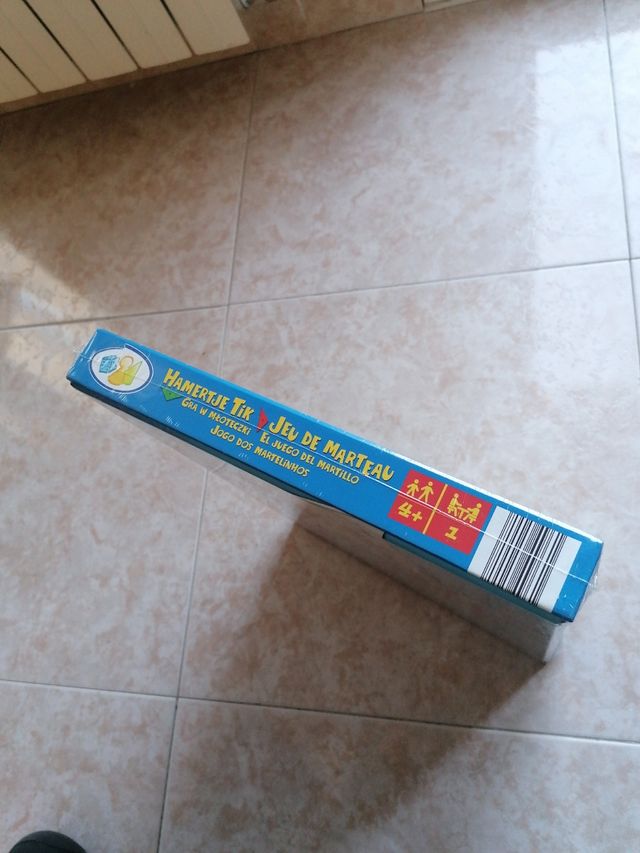 HAMERTJE TIK JEU DE MARTEAU
GRA W MŁOTECZKI EL JUEGO DEL MARTILLO
JOGO DOS MARTELINHOS
4+ 1